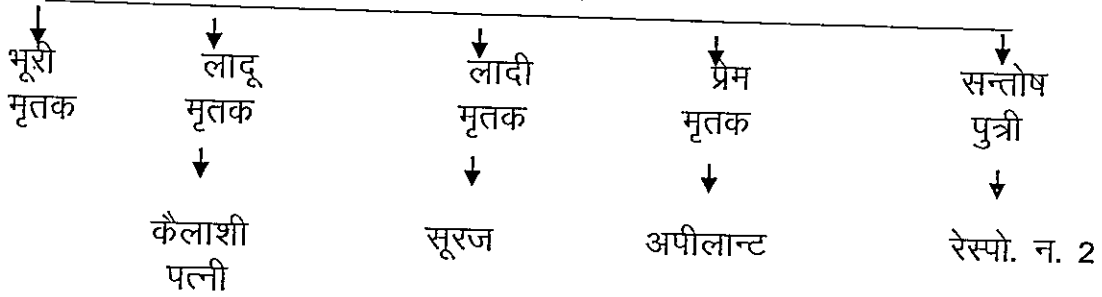 भूरी लादू लादी प्रेम सन्तोष
मृतक मृतक मृतक मृतक पुत्री
कैलाशी सूरज अपीलान्ट रेस्पो. न. 2
पत्नी